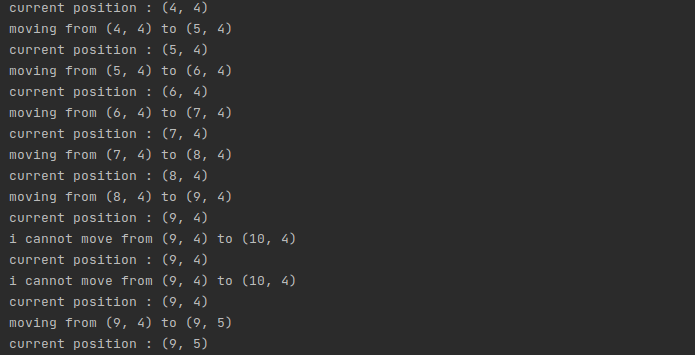 current position : (4, 4)
moving from (4, 4) to (5, 4)
current position : (5, 4)
moving from (5, 4) to (6, 4)
current position : (6, 4)
moving from (6, 4) to (7, 4)
current position : (7, 4)
moving from (7, 4) to (8, 4)
current position : (8, 4)
moving from (8, 4) to (9, 4)
current position : (9, 4)
i cannot move from (9, 4) to (10, 4)
current position : (9, 4)
i cannot move from (9, 4) to (10, 4)
current position : (9, 4)
moving from (9, 4) to (9, 5)
current position : (9, 5)